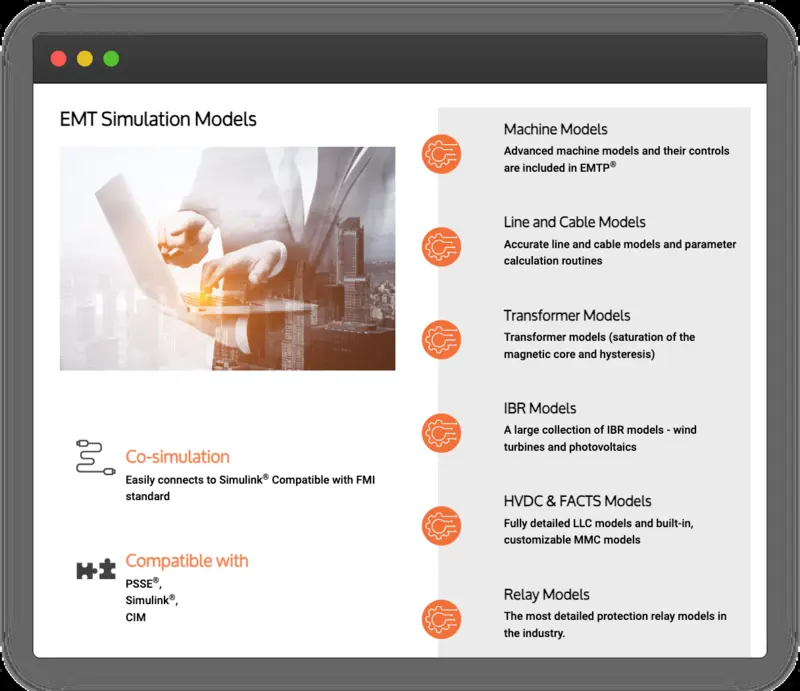 EMT Simulation Models
Co-simulation
Easily connects to Simulink® Compatible with FMI
standard
Compatible with
PSSE®,
Simulink®,
CIM
Machine Models
Advanced machine models and their controls
are included in EMTP®
Line and Cable Models
Accurate line and cable models and parameter
calculation routines
Transformer Models
Transformer models (saturation of the
magnetic core and hysteresis)
IBR Models
A large collection of IBR models - wind
turbines and photovoltaics
HVDC & FACTS Models
Fully detailed LLC models and built-in,
customizable MMC models
Relay Models
The most detailed protection relay models in
the industry.